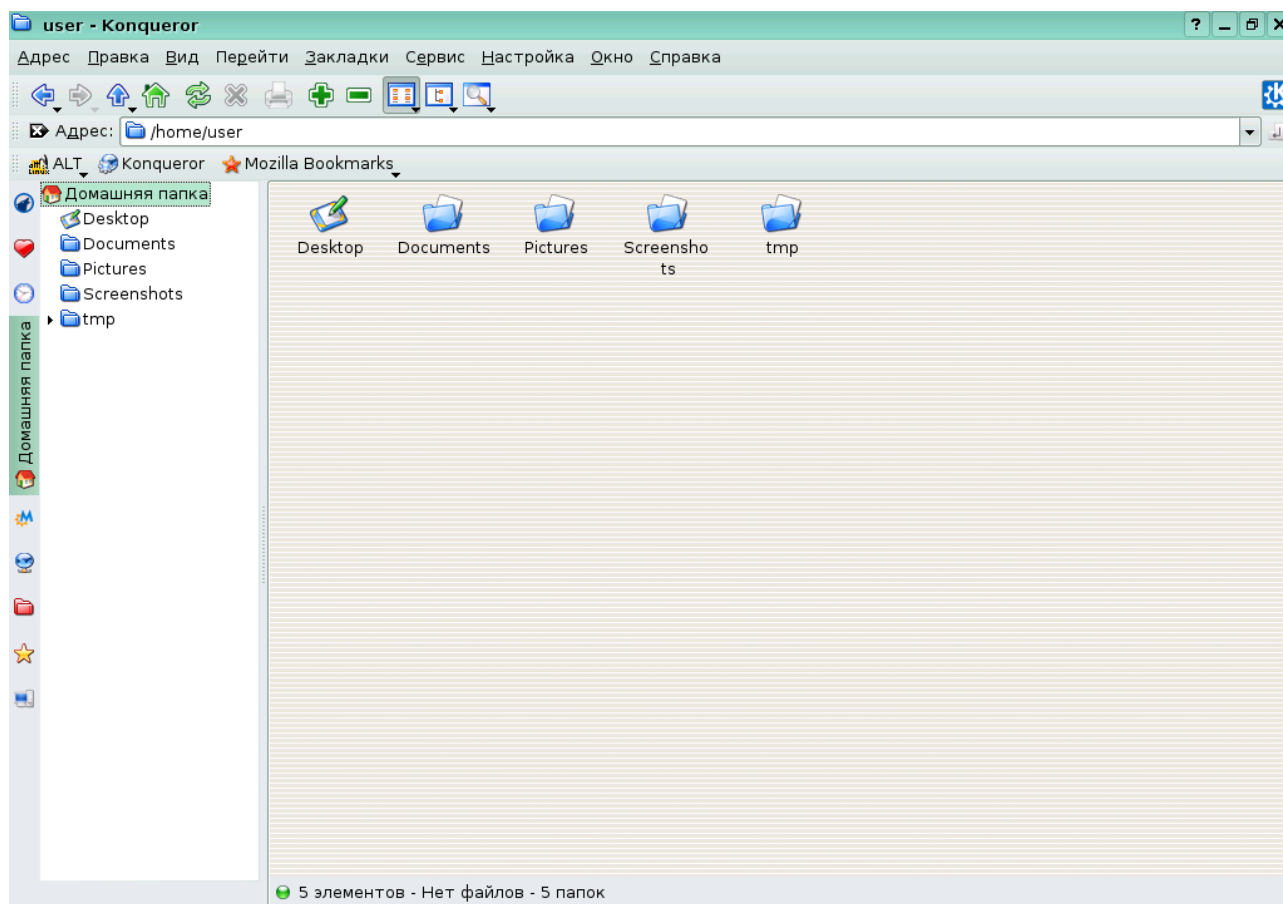 user - Konqueror
Адрес Правка Вид Перейти Закладки Сервис Настройка Окно Справка
Адрес: /home/user
ALT Konqueror Mozilla Bookmarks
Домашняя папка
Desktop
Documents
Pictures
Screenshots
tmp
Домашняя папка
Desktop Documents Pictures Screensho tmp
ts
5 элементов - Нет файлов - 5 папок